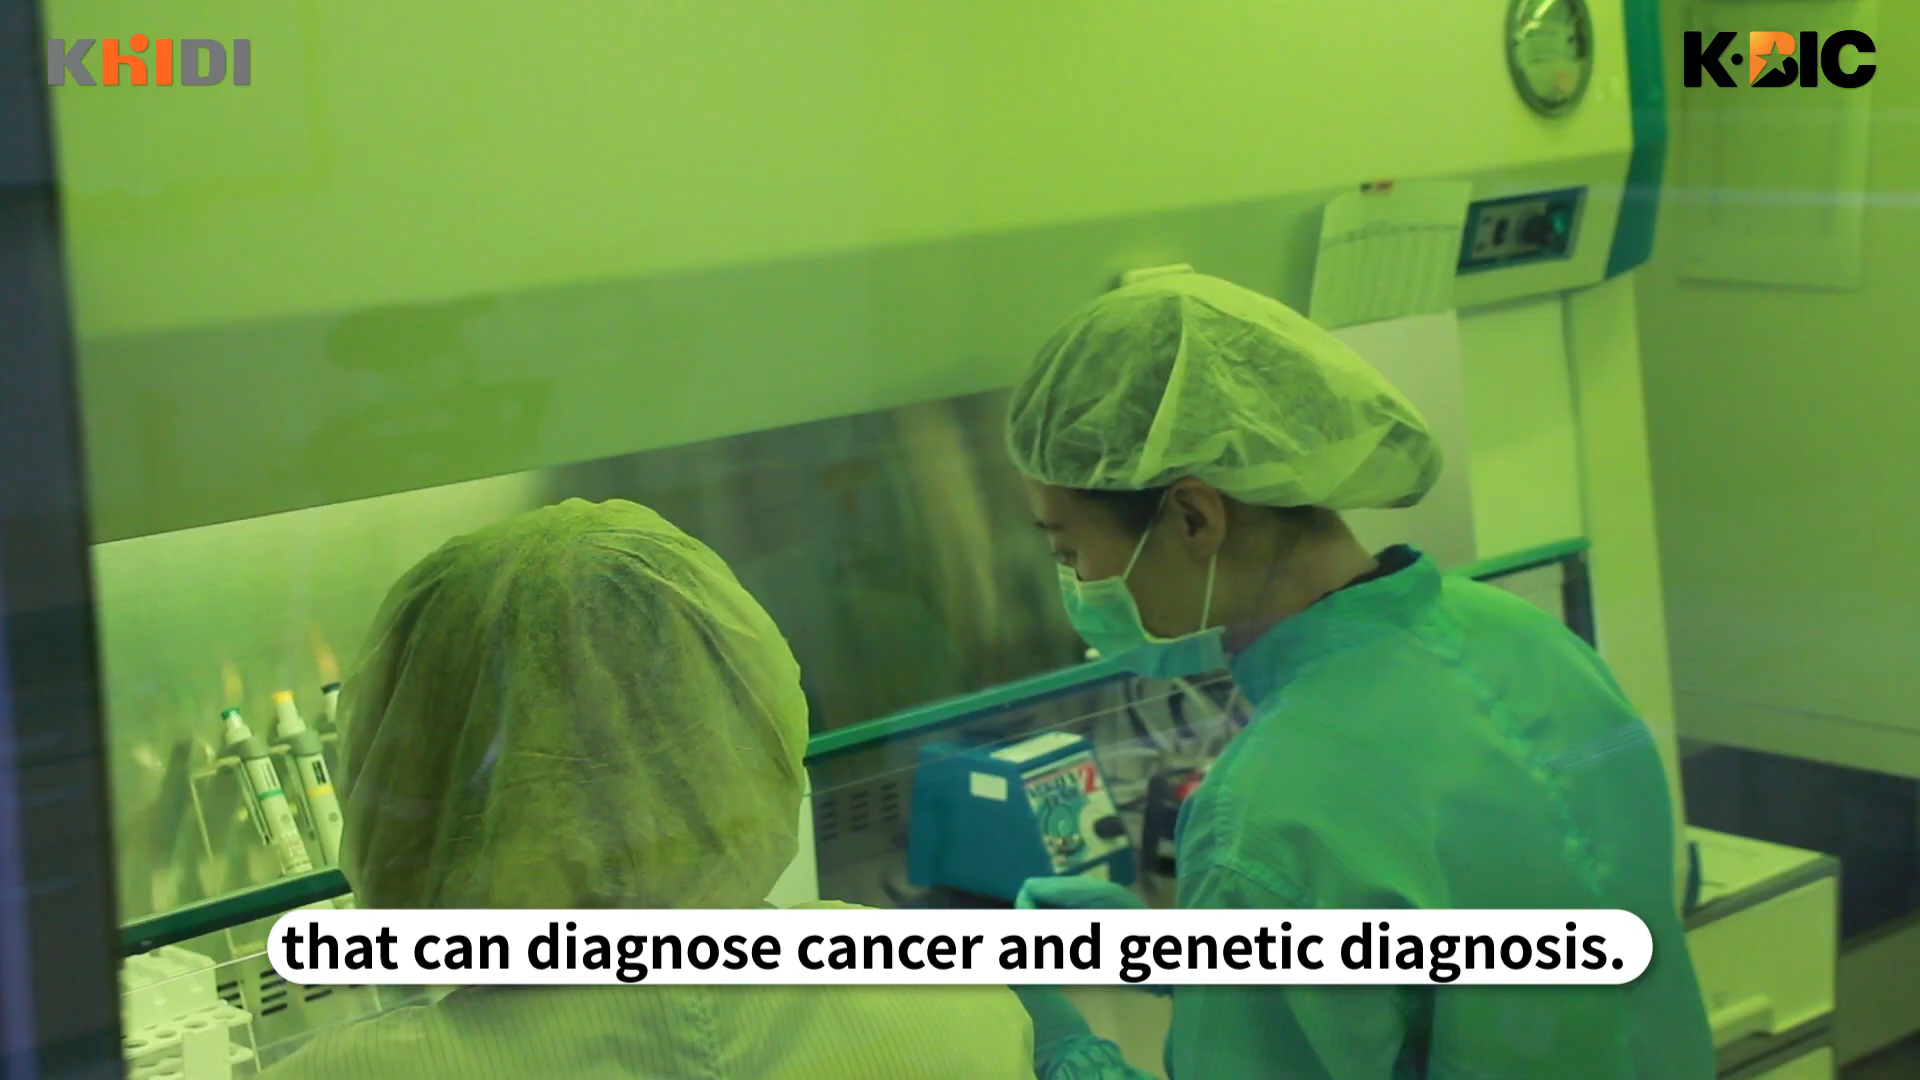 KHIDI
K·BIC
that can diagnose cancer and genetic diagnosis.